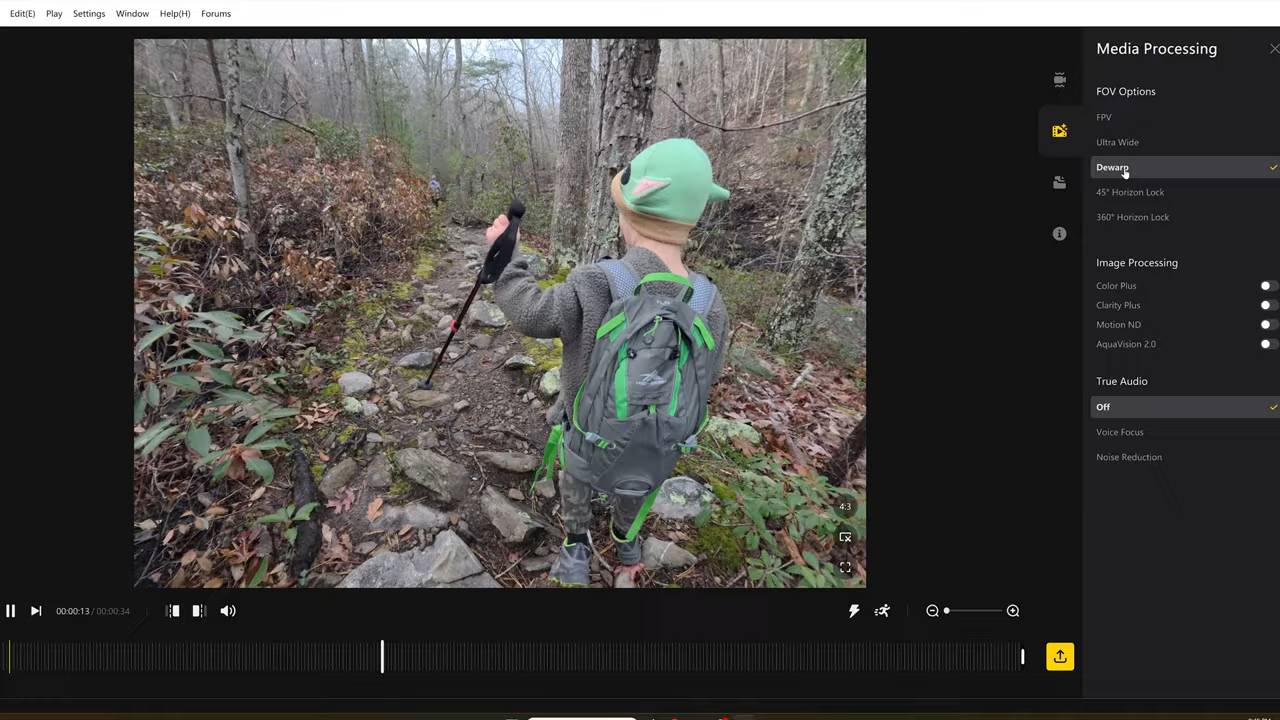 Edit(E) Play Settings Window Help(H) Forums
Media Processing
FOV Options
FPV
Ultra Wide
Dewarp
45° Horizon Lock
360° Horizon Lock
Image Processing
Color Plus
Clarity Plus
Motion ND
AquaVision 2.0
True Audio
Off
Voice Focus
Noise Reduction
4:3
00:00:13 / 00:00:34